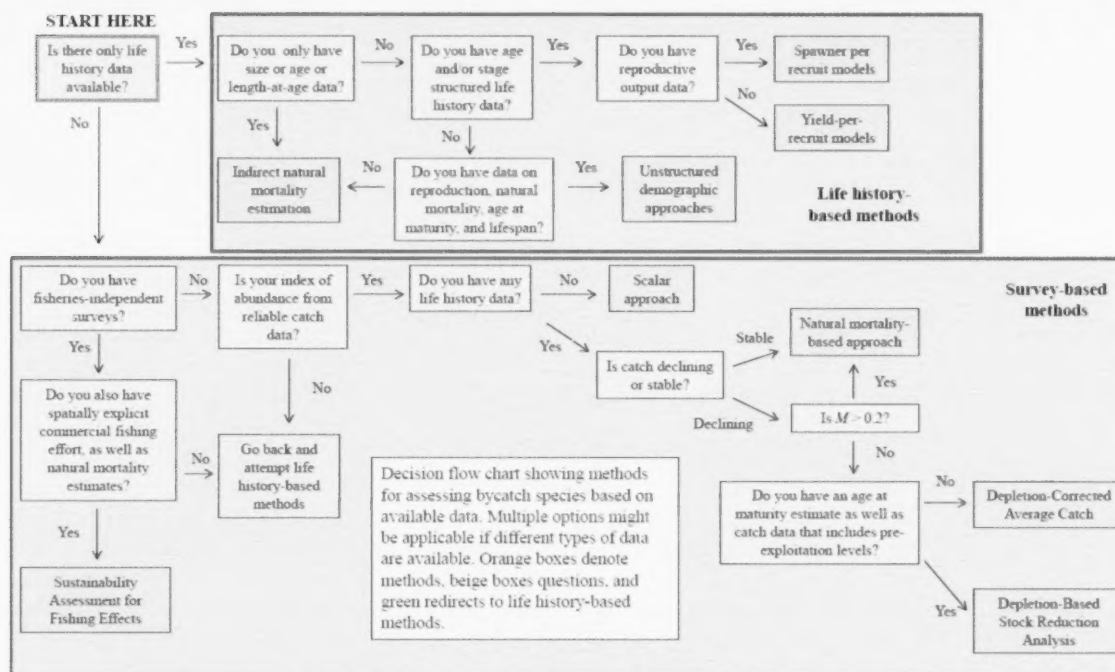 START HERE
Is there only life
history data
available?
Yes
No
Do you only have
size or age or
length-at-age data?
No
Yes
Do you have age
and/or stage
structured life
history data?
Yes
No
Do you have
reproductive
output data?
Yes
No
Spawner per
recruit models
Yield-per-
recruit models
Indirect natural
mortality
estimation
No
Do you have data on
reproduction, natural
mortality, age at
maturity, and lifespan?
Yes
Unstructured
demographic
approaches
Life history-
based methods
Do you have
fisheries-independent
surveys?
No
Yes
Is your index of
abundance from
reliable catch
data?
Yes
No
Do you have any
life history data?
No
Yes
Scalar
approach
Survey-based
methods
Is catch declining
or stable?
Stable
Declining
Natural mortality-
based approach
Yes
Is M > 0.2?
No
Do you also have
spatially explicit
commercial fishing
effort, as well as
natural mortality
estimates?
No
Yes
Go back and
attempt life
history-based
methods
Sustainability
Assessment for
Fishing Effects
Decision flow chart showing methods
for assessing bycatch species based on
available data. Multiple options might
be applicable if different types of data
are available. Orange boxes denote
methods, beige boxes questions, and
green redirects to life history-based
methods.
Do you have an age at
maturity estimate as well as
catch data that includes pre-
exploitation levels?
No
Yes
Depletion-Corrected
Average Catch
Depletion-Based
Stock Reduction
Analysis